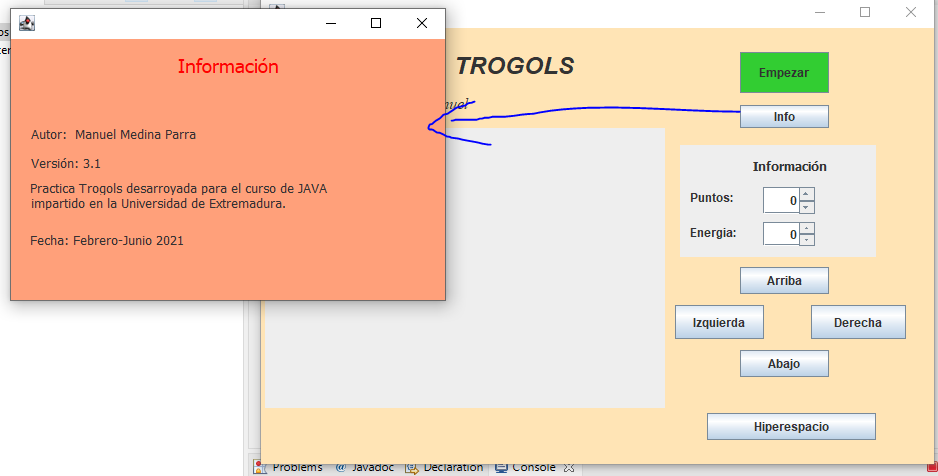 Información
Autor: Manuel Medina Parra
Versión: 3.1
Practica Trogols desarroyada para el curso de JAVA
impartido en la Universidad de Extremadura.
Fecha: Febrero-Junio 2021
TROGOLS
Empezar
Info
Información
Puntos: 0
Energia: 0
Arriba
Izquierda Derecha
Abajo
Hiperespacio
Problems @ Javadoc Declaration Console